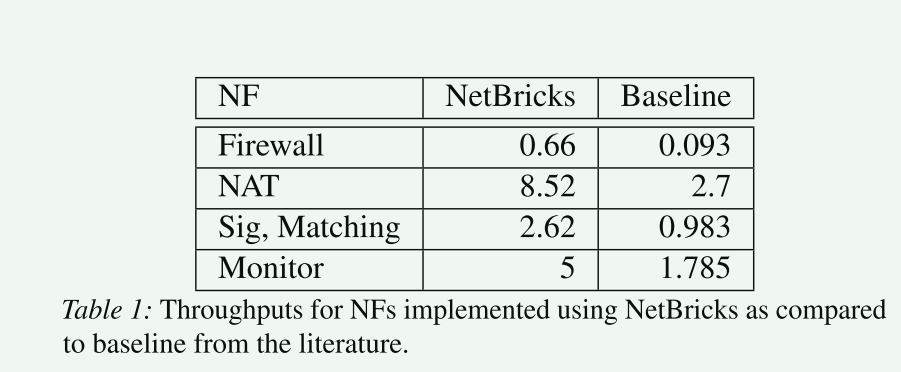 NF NetBricks Baseline
Firewall 0.66 0.093
NAT 8.52 2.7
Sig, Matching 2.62 0.983
Monitor 5 1.785
Table 1: Throughputs for NFs implemented using NetBricks as compared
to baseline from the literature.